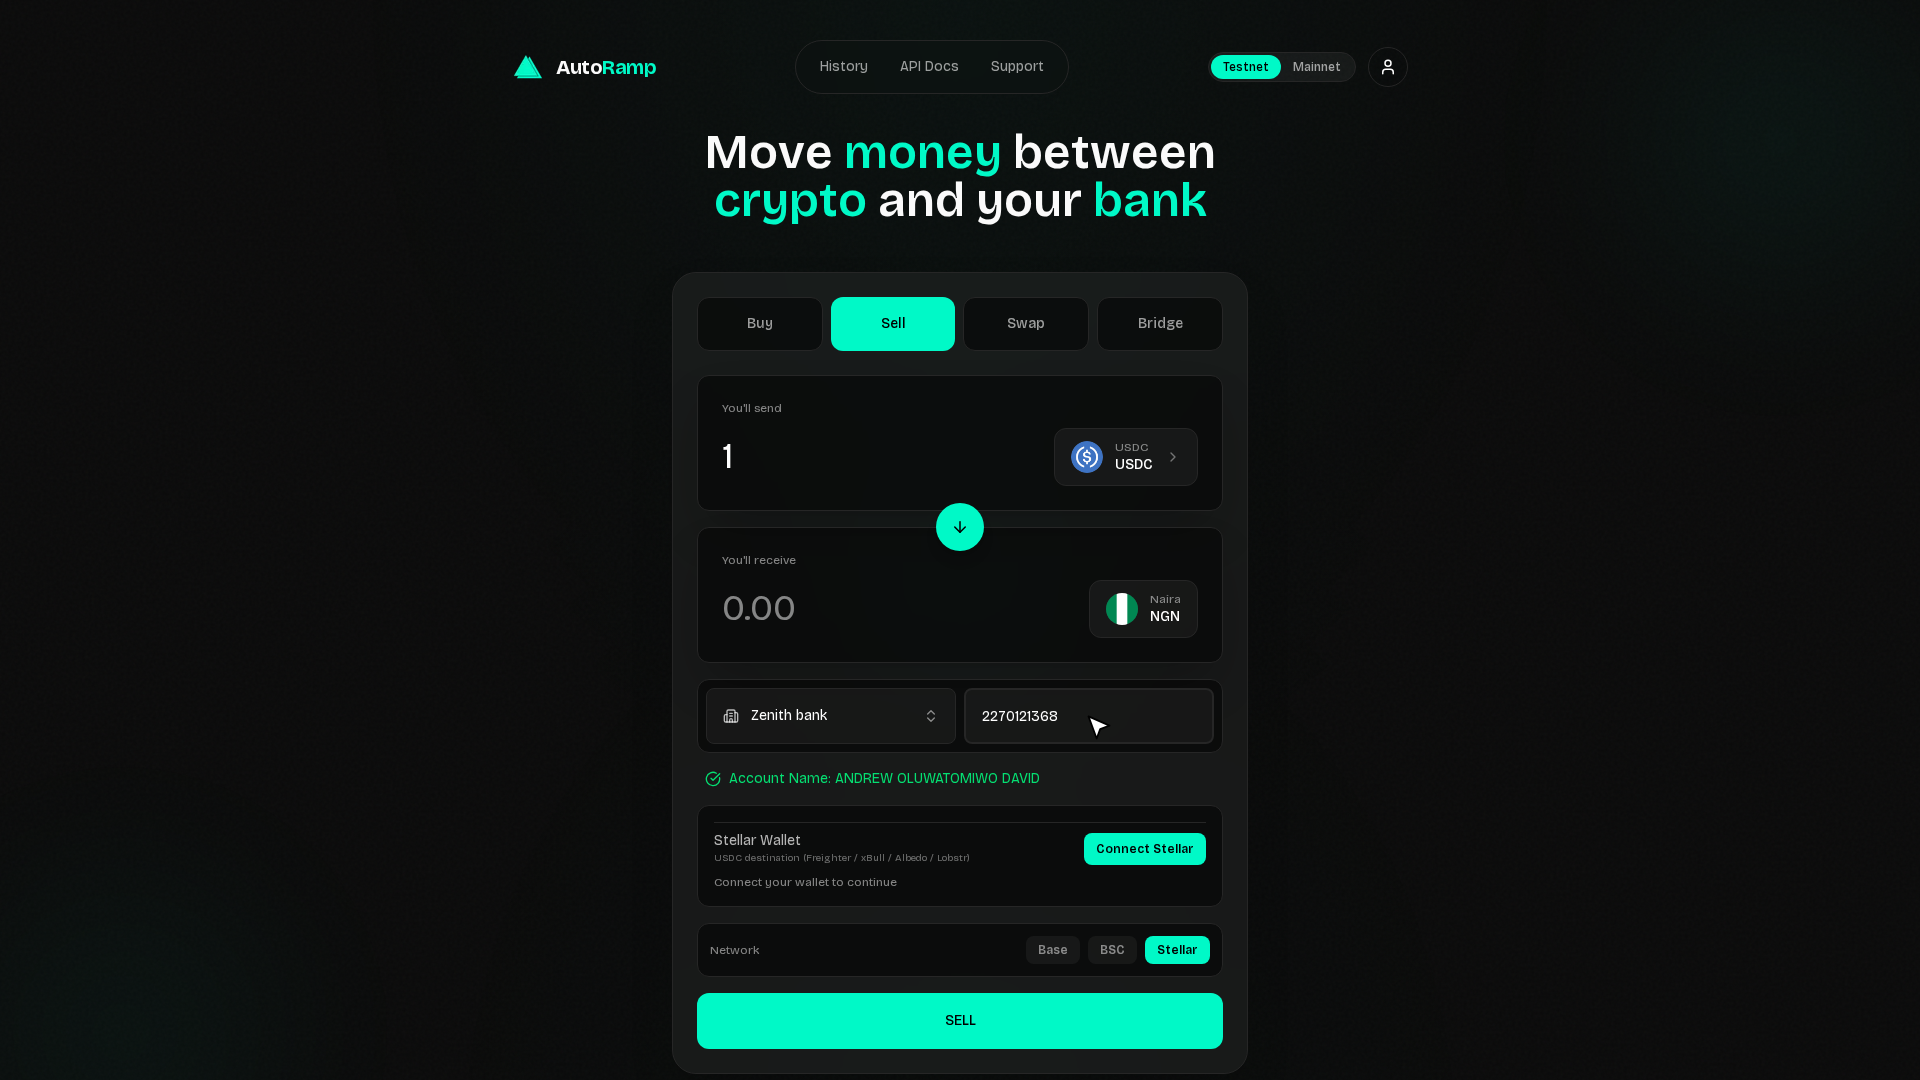 AutoRamp
History API Docs Support
Testnet Mainnet
Move money between
crypto and your bank
Buy Sell Swap Bridge
You'll send
1
USDC
USDC
You'll receive
0.00
Naira
NGN
Zenith bank
2270121368
Account Name: ANDREW OLUWATOMIWO DAVID
Stellar Wallet
USDC destination (Freighter / xBull / Albedo / Lobstr)
Connect Stellar
Connect your wallet to continue
Network Base BSC Stellar
SELL